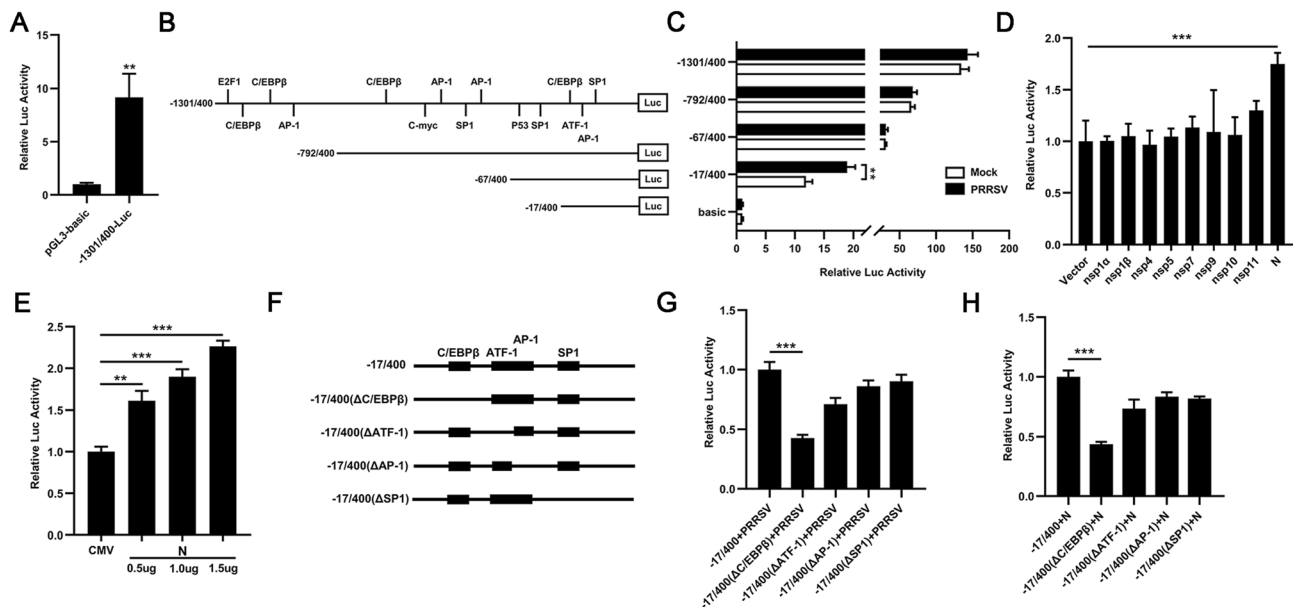 A
Relative Luc Activity
15
10
5
0
**
pGL3-basic
-1301/400-Luc
B
E2F1
C/EBPβ
C/EBPβ
AP-1
AP-1
C/EBPβ
SP1
-1301/400
Luc
C/EBPβ
AP-1
C-myc
SP1
P53
SP1
ATF-1
AP-1
-792/400
Luc
-67/400
Luc
-17/400
Luc
C
-1301/400
-792/400
-67/400
-17/400
basic
**
Mock
PRRSV
0
5
10
15
20
50
100
150
200
Relative Luc Activity
D
Relative Luc Activity
2.0
1.5
1.0
0.5
0.0
***
Vector
nsp1α
nsp1β
nsp4
nsp5
nsp7
nsp9
nsp10
nsp11
N
E
Relative Luc Activity
2.5
2.0
1.5
1.0
0.5
0.0
***
***
**
CMV
N
0.5ug
1.0ug
1.5ug
F
AP-1
C/EBPβ
ATF-1
SP1
-17/400
-17/400(ΔC/EBPβ)
-17/400(ΔATF-1)
-17/400(ΔAP-1)
-17/400(ΔSP1)
G
Relative Luc Activity
1.5
1.0
0.5
0.0
***
-17/400+PRRSV
-17/400(ΔC/EBPβ)+PRRSV
-17/400(ΔATF-1)+PRRSV
-17/400(ΔAP-1)+PRRSV
-17/400(ΔSP1)+PRRSV
H
Relative Luc Activity
1.5
1.0
0.5
0.0
***
-17/400+N
-17/400(ΔC/EBPβ)+N
-17/400(ΔATF-1)+N
-17/400(ΔAP-1)+N
-17/400(ΔSP1)+N